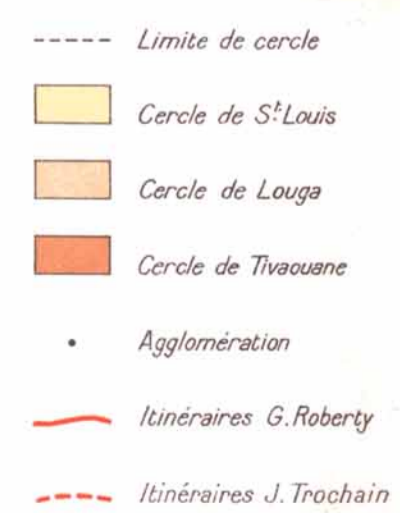 Limite de cercle
Cercle de St. Louis
Cercle de Louga
Cercle de Tivaouane
Agglomération
Itinéraires G. Roberty
Itinéraires J. Trochain